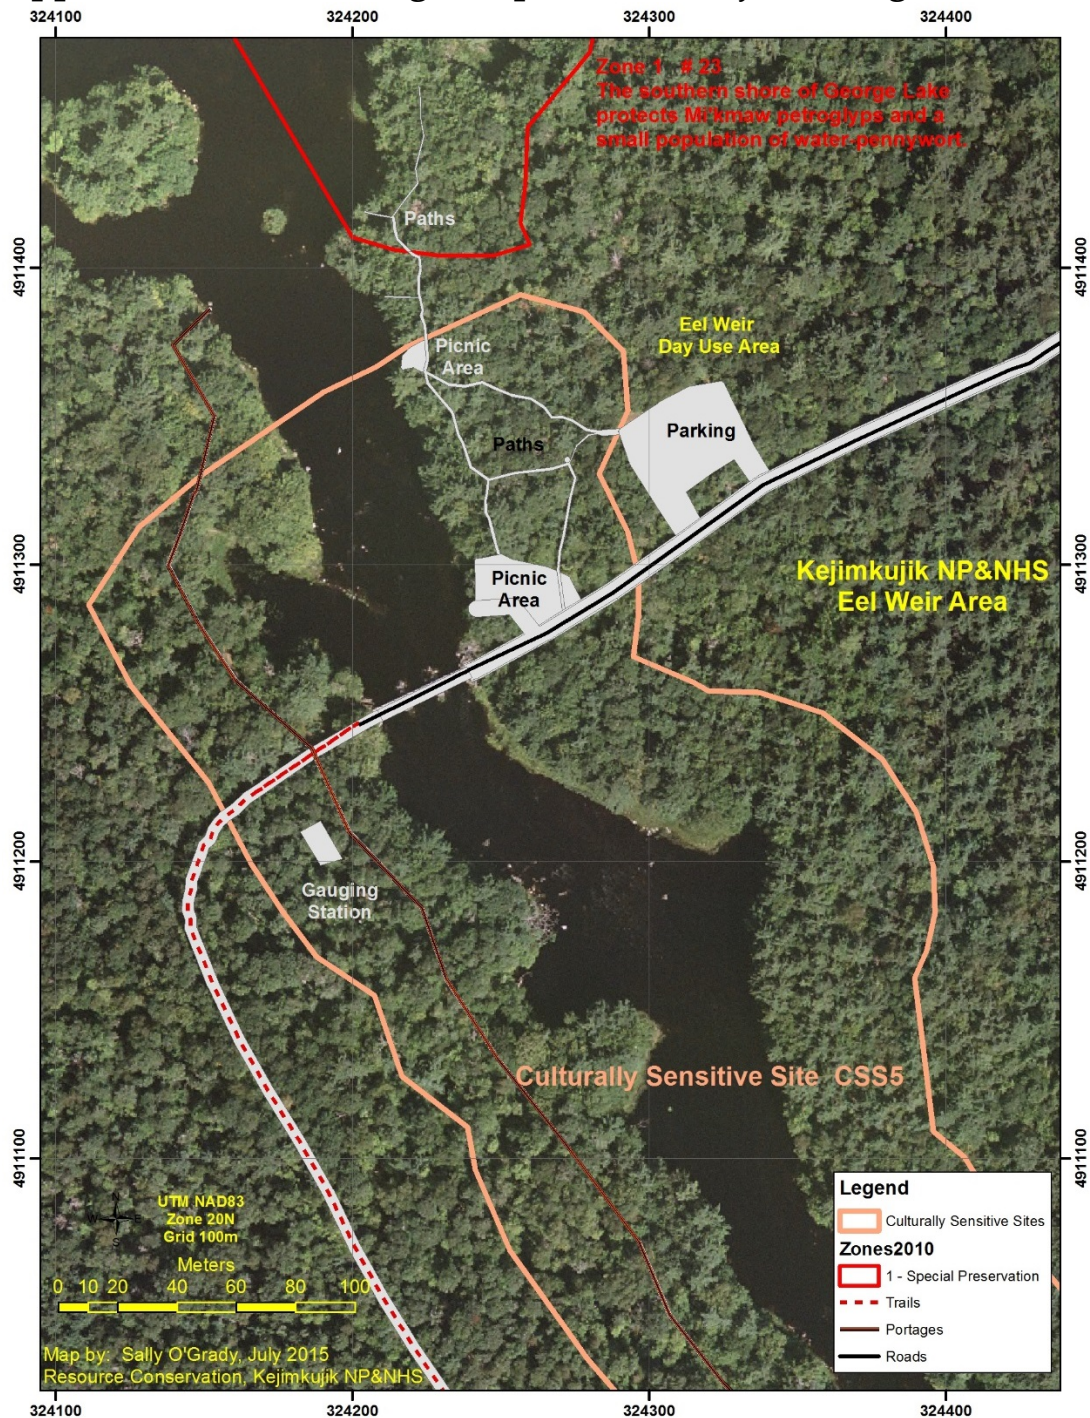 324100
324200
324300
324400
Zone 1 # 23
The southern shore of George Lake
protects Mi'kmaw petroglyps and a
small population of water-pennywort.
Paths
4911400
4911400
Eel Weir
Day Use Area
Picnic
Area
Parking
Paths
4911300
4911300
Kejimkujik NP&NHS
Eel Weir Area
Picnic
Area
4911200
4911200
Gauging
Station
Culturally Sensitive Site CSS5
4911100
4911100
N
W E
S
UTM NAD83
Zone 20N
Grid 100m
Meters
0 10 20 40 60 80 100
Map by: Sally O'Grady, July 2015
Resource Conservation, Kejimkujik NP&NHS
Legend
Culturally Sensitive Sites
Zones2010
1 - Special Preservation
Trails
Portages
Roads
324100
324200
324300
324400